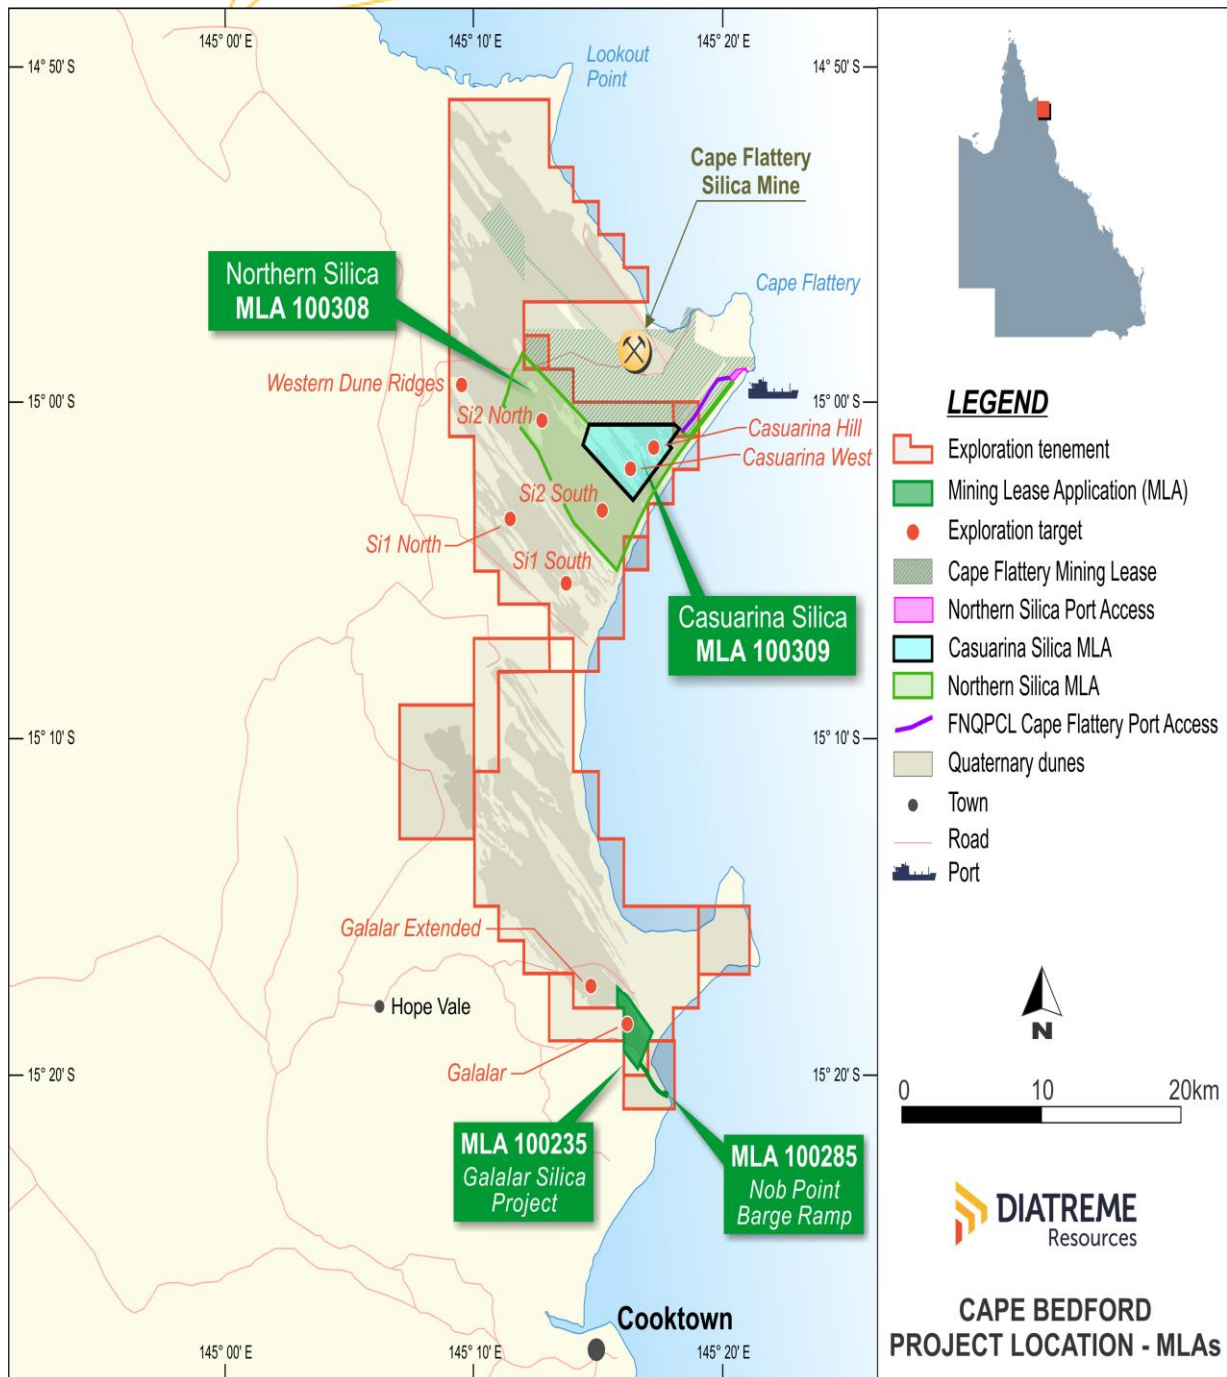 145° 00' E
145° 10' E
145° 20' E
14° 50' S
14° 50' S
Lookout
Point
Cape Flattery
Silica Mine
Northern Silica
MLA 100308
Cape Flattery
Western Dune Ridges
15° 00' S
15° 00' S
Si2 North
Casuarina Hill
Casuarina West
Si2 South
Si1 North
Si1 South
Casuarina Silica
MLA 100309
15° 10' S
15° 10' S
Galalar Extended
Hope Vale
Galalar
15° 20' S
15° 20' S
MLA 100235
Galalar Silica
Project
MLA 100285
Nob Point
Barge Ramp
Cooktown
145° 00' E
145° 10' E
145° 20' E
LEGEND
Exploration tenement
Mining Lease Application (MLA)
Exploration target
Cape Flattery Mining Lease
Northern Silica Port Access
Casuarina Silica MLA
Northern Silica MLA
FNQPCL Cape Flattery Port Access
Quaternary dunes
Town
Road
Port
N
0
10
20km
DIATREME
Resources
CAPE BEDFORD
PROJECT LOCATION - MLAs